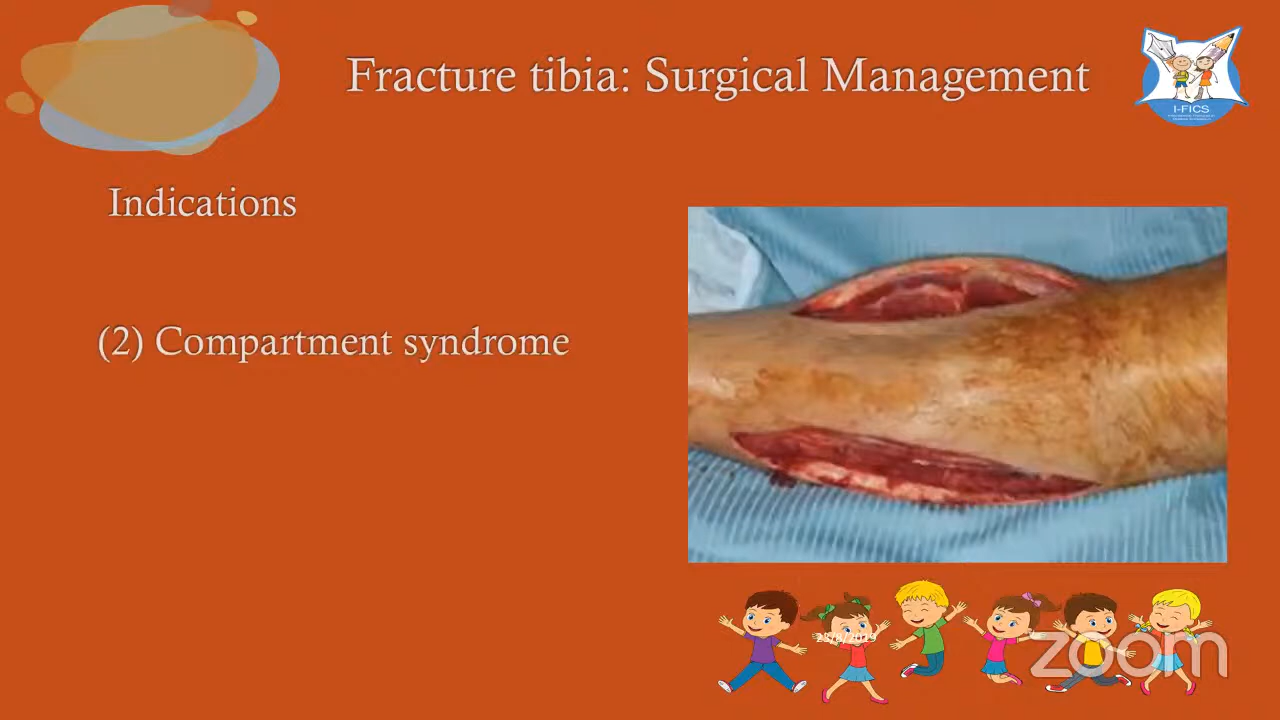 Fracture tibia: Surgical Management
I-FICS
Indications
(2) Compartment syndrome
zoom